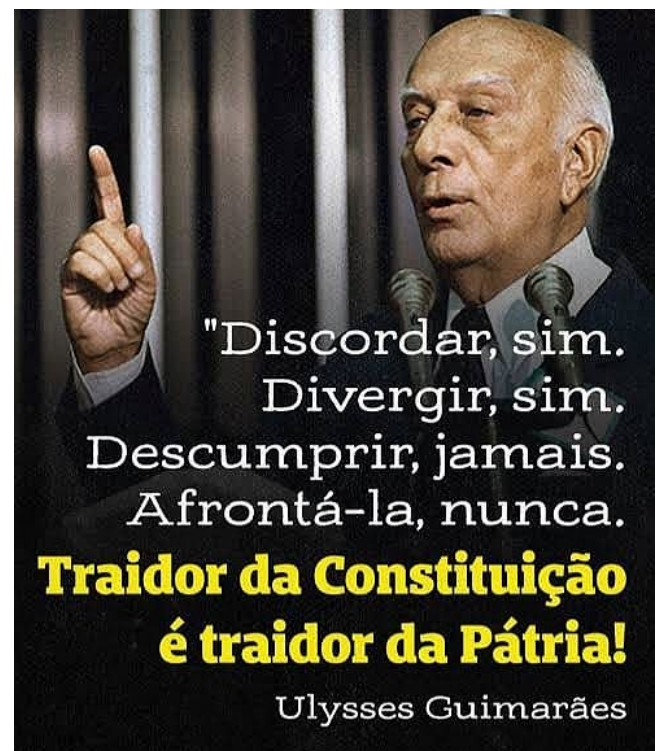 "Discordar, sim.
Divergir, sim.
Descumprir, jamais.
Afrontá-la, nunca.
Traidor da Constituição
é traidor da Pátria!
Ulysses Guimarães